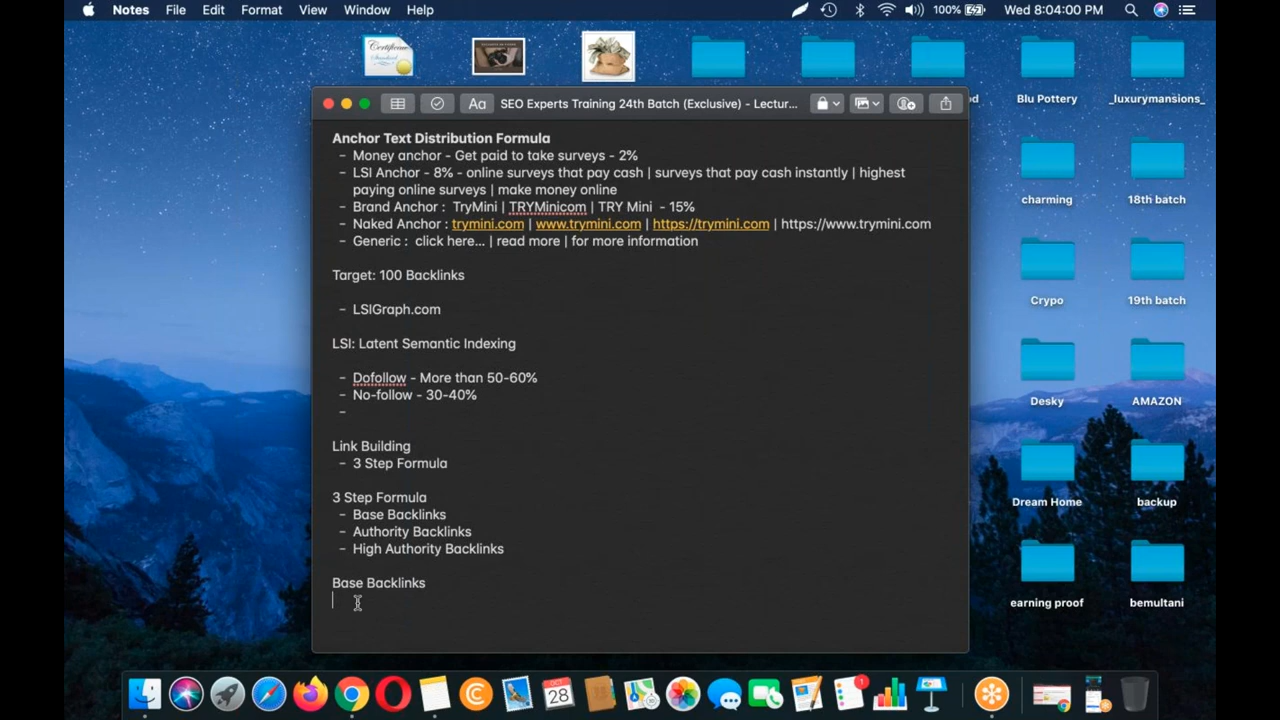 Notes File Edit Format View Window Help 100% Wed 8:04:00 PM
SEO Experts Training 24th Batch (Exclusive) - Lectur...
Anchor Text Distribution Formula
- Money anchor - Get paid to take surveys - 2%
- LSI Anchor - 8% - online surveys that pay cash | surveys that pay cash instantly | highest
paying online surveys | make money online
- Brand Anchor : TryMini | TRYMinicom | TRY Mini - 15%
- Naked Anchor : trymini.com | www.trymini.com | https://trymini.com | https://www.trymini.com
- Generic : click here... | read more | for more information
Target: 100 Backlinks
- LSIGraph.com
LSI: Latent Semantic Indexing
- Dofollow - More than 50-60%
- No-follow - 30-40%
-
Link Building
- 3 Step Formula
3 Step Formula
- Base Backlinks
- Authority Backlinks
- High Authority Backlinks
Base Backlinks
Blu Pottery
_luxurymansions_
charming
18th batch
Crypo
19th batch
Desky
AMAZON
Dream Home
backup
earning proof
bemultani
OCT
28
1